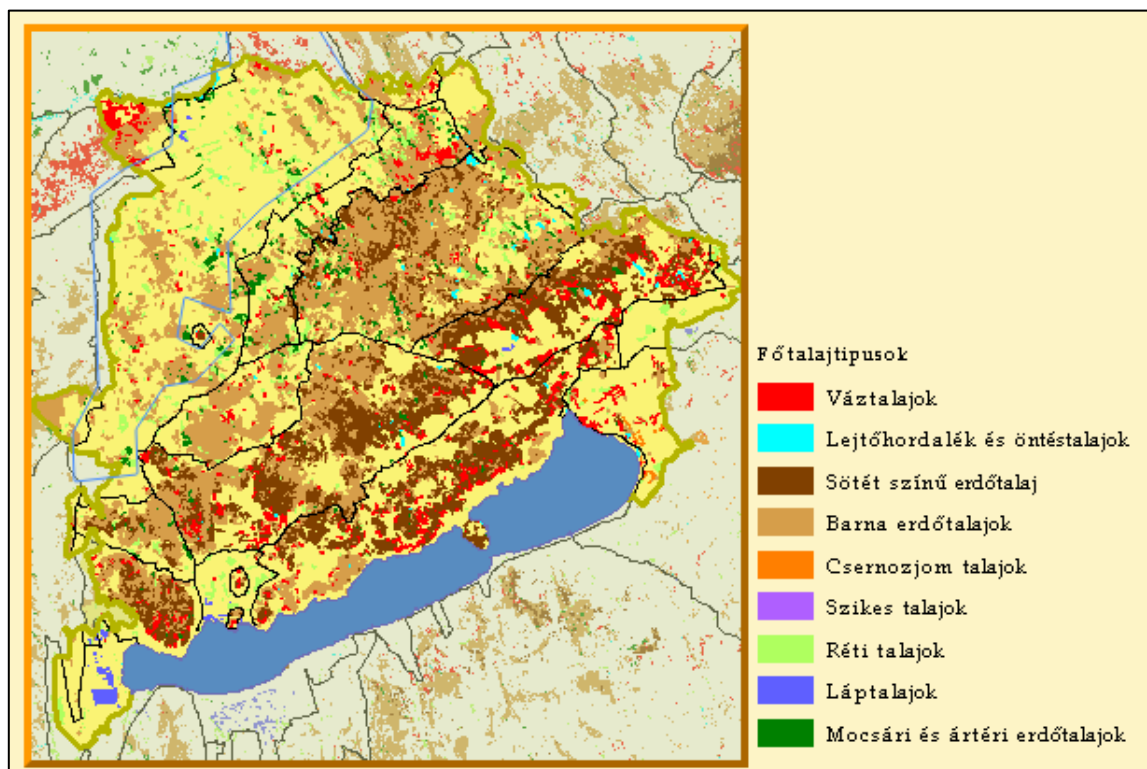 Főtalajtipusok
Váztalajok
Lejtőhordalék és öntéstalajok
Sötét színű erdőtalaj
Barna erdőtalajok
Csernozjom talajok
Szikes talajok
Réti talajok
Láptalajok
Mocsári és ártéri erdőtalajok